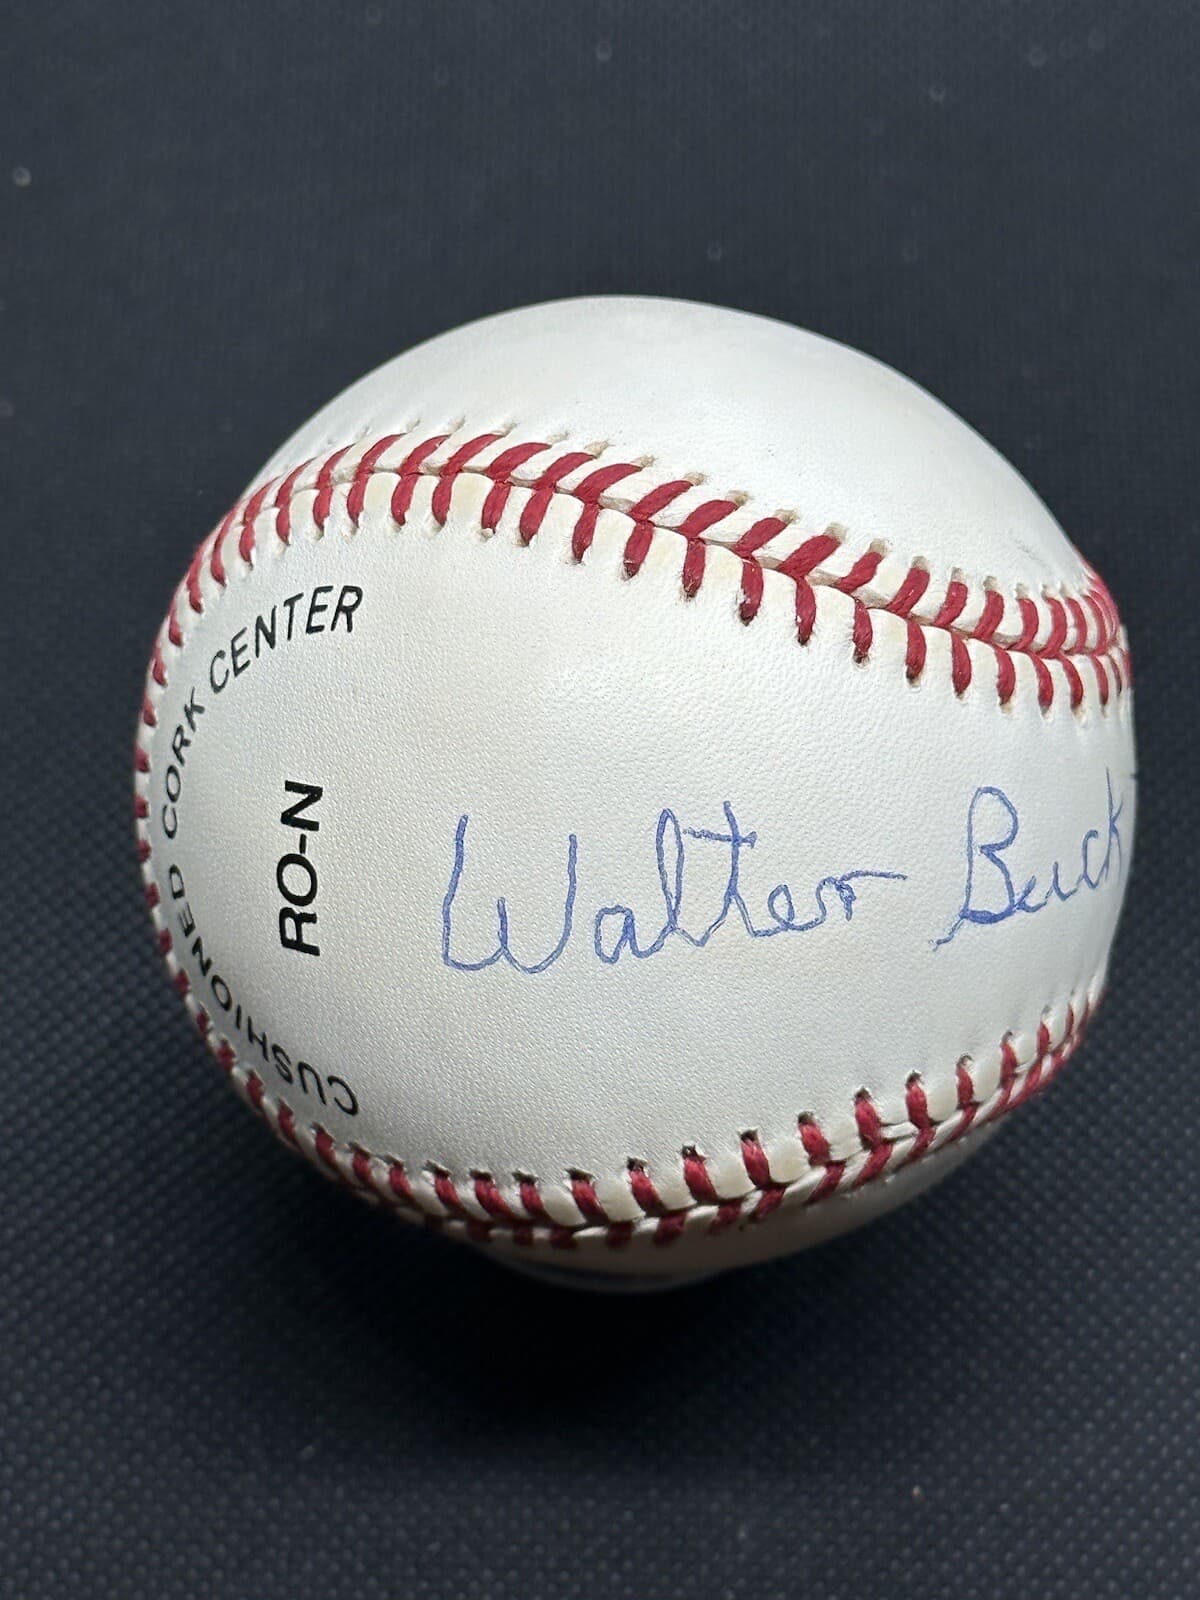 CUSHIONED CORK CENTER
RO-N
Walter Buck